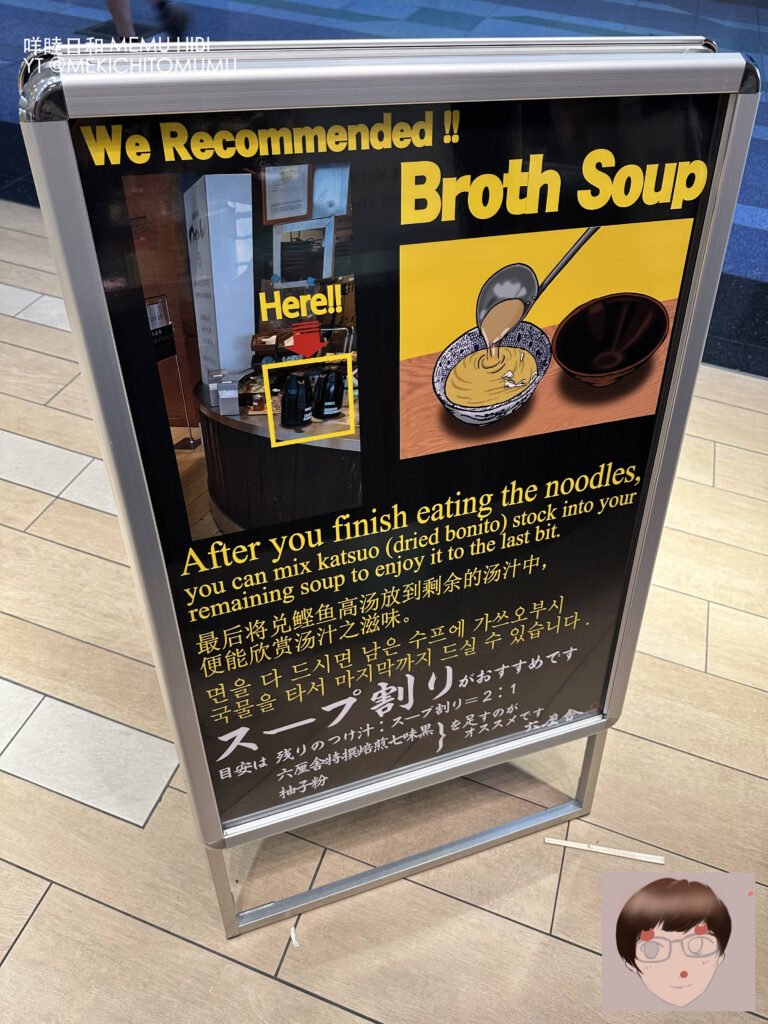 咩睦日和 MEMU HIBI
YT @MEKICHITOMUMU
We Recommended !!
Broth Soup
Here!!
After you finish eating the noodles,
you can mix katsuo (dried bonito) stock into your
remaining soup to enjoy it to the last bit.
最后将兑鲣鱼高汤放到剩余的汤汁中，
便能欣赏汤汁之滋味。
면을 다 드시면 남은 수프에 가쓰오부시
국물을 타서 마지막까지 드실 수 있습니다.
スープ割りがおすすめです
目安は 残りのつけ汁：スープ割り＝2：1
六厘舎特撰焙煎七味黒
柚子粉
を足すのが
オススメです
六厘舎